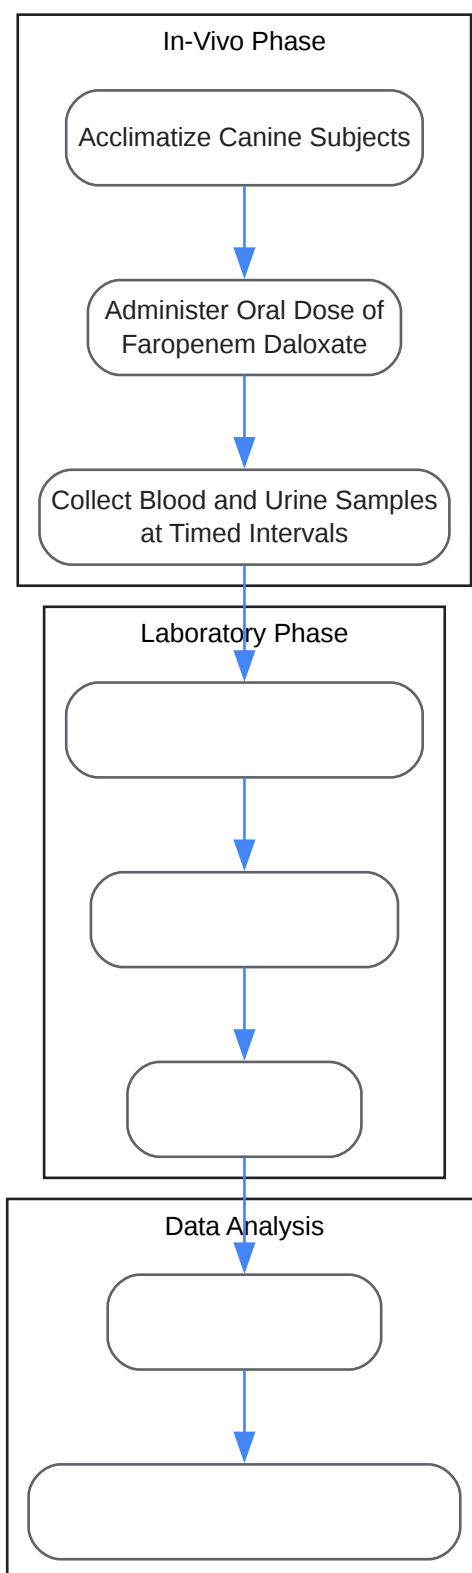 In-Vivo Phase
Acclimatize Canine Subjects
Administer Oral Dose of
Faropenem Daloxate
Collect Blood and Urine Samples
at Timed Intervals
Laboratory Phase
Data Analysis